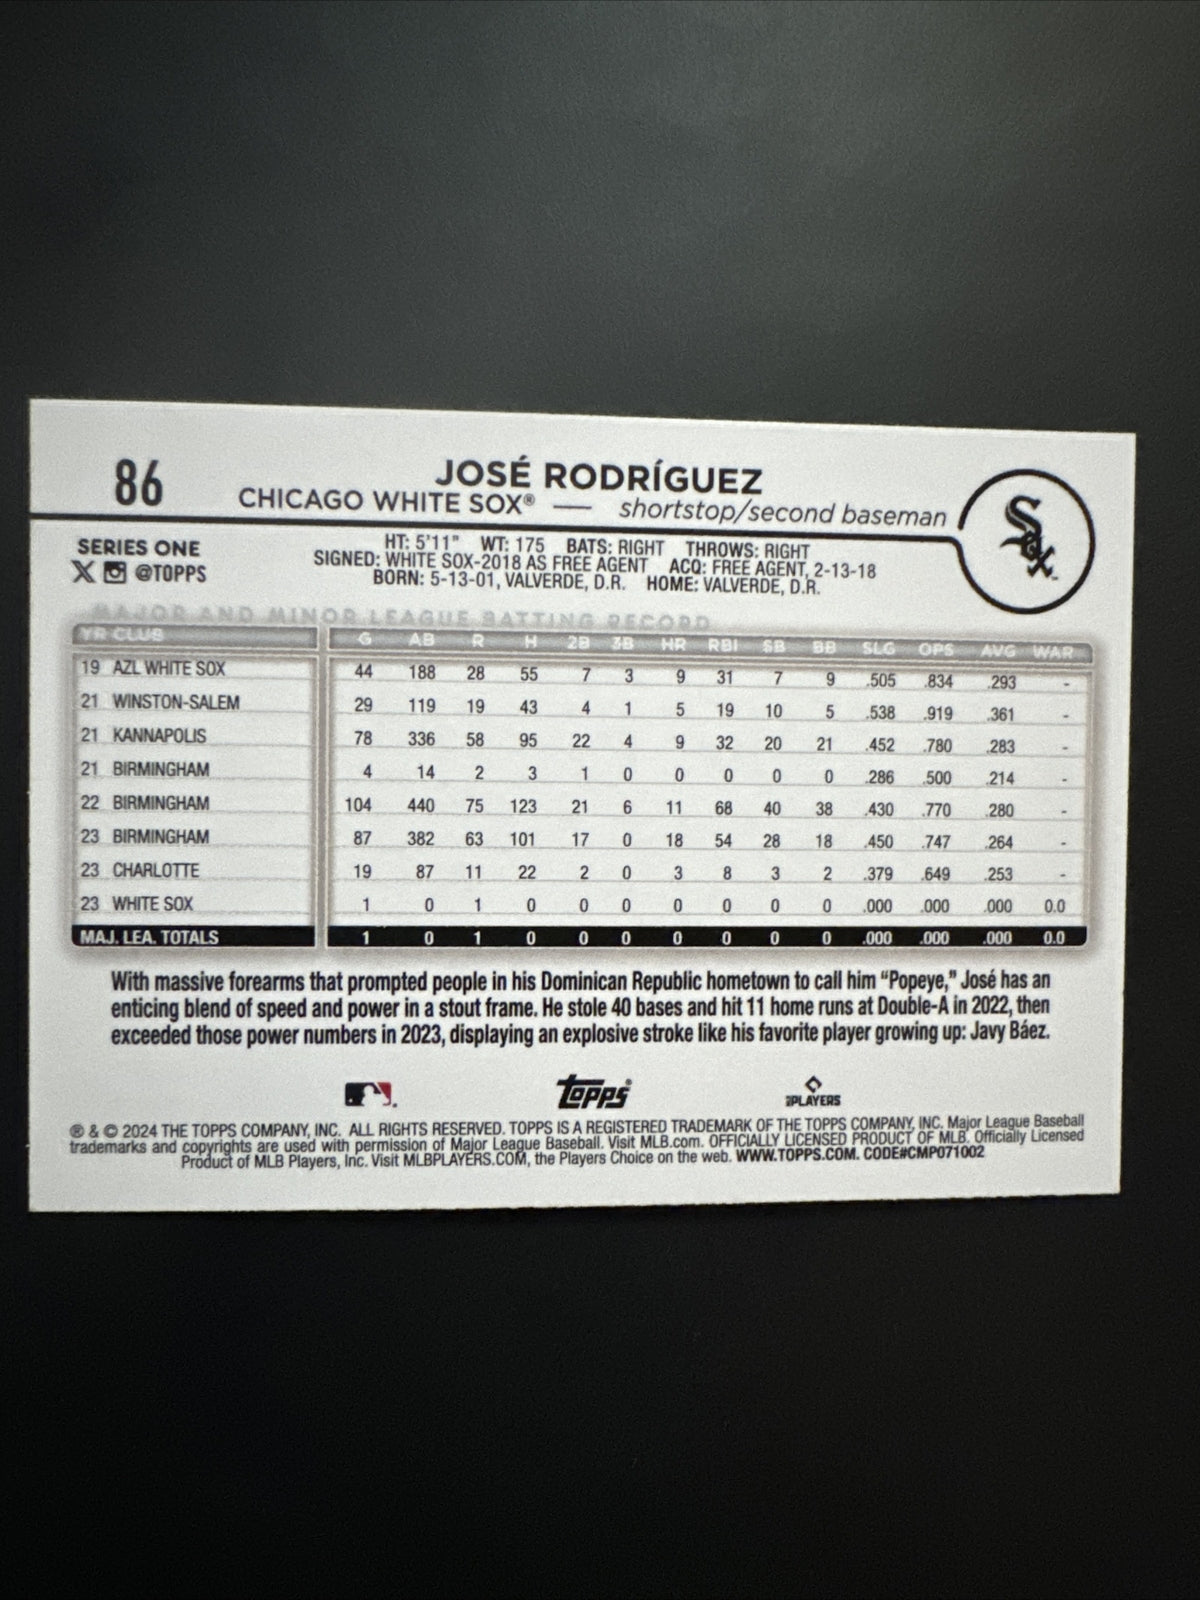 86
JOSÉ RODRÍGUEZ
CHICAGO WHITE SOX® — shortstop/second baseman
Sox
SERIES ONE
@TOPPS
HT: 5'11" WT: 175 BATS: RIGHT THROWS: RIGHT
SIGNED: WHITE SOX-2018 AS FREE AGENT ACQ: FREE AGENT, 2-13-18
BORN: 5-13-01, VALVERDE, D.R. HOME: VALVERDE, D.R.
MAJOR AND MINOR LEAGUE BATTING RECORD
YR CLUB G AB R H 2B 3B HR RBI SB BB SLG OPS AVG WAR
19 AZL WHITE SOX 44 188 28 55 7 3 9 31 7 9 .505 .834 .293 -
21 WINSTON-SALEM 29 119 19 43 4 1 5 19 10 5 .538 .919 .361 -
21 KANNAPOLIS 78 336 58 95 22 4 9 32 20 21 .452 .780 .283 -
21 BIRMINGHAM 4 14 2 3 1 0 0 0 0 0 .286 .500 .214 -
22 BIRMINGHAM 104 440 75 123 21 6 11 68 40 38 .430 .770 .280 -
23 BIRMINGHAM 87 382 63 101 17 0 18 54 28 18 .450 .747 .264 -
23 CHARLOTTE 19 87 11 22 2 0 3 8 3 2 .379 .649 .253 -
23 WHITE SOX 1 0 1 0 0 0 0 0 0 0 .000 .000 .000 0.0
MAJ. LEA. TOTALS 1 0 1 0 0 0 0 0 0 0 .000 .000 .000 0.0
With massive forearms that prompted people in his Dominican Republic hometown to call him “Popeye,” José has an
enticing blend of speed and power in a stout frame. He stole 40 bases and hit 11 home runs at Double-A in 2022, then
exceeded those power numbers in 2023, displaying an explosive stroke like his favorite player growing up: Javy Báez.
Topps®
PLAYERS
® & © 2024 THE TOPPS COMPANY, INC. ALL RIGHTS RESERVED. TOPPS IS A REGISTERED TRADEMARK OF THE TOPPS COMPANY, INC. Major League Baseball
trademarks and copyrights are used with permission of Major League Baseball. Visit MLB.com. OFFICIALLY LICENSED PRODUCT OF MLB. Officially Licensed
Product of MLB Players, Inc. Visit MLBPLAYERS.COM, the Players Choice on the web. WWW.TOPPS.COM. CODE#CMP071002